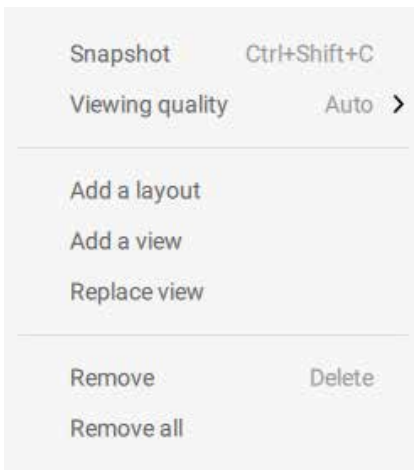 Snapshot Ctrl+Shift+C
Viewing quality Auto
Add a layout
Add a view
Replace view
Remove Delete
Remove all